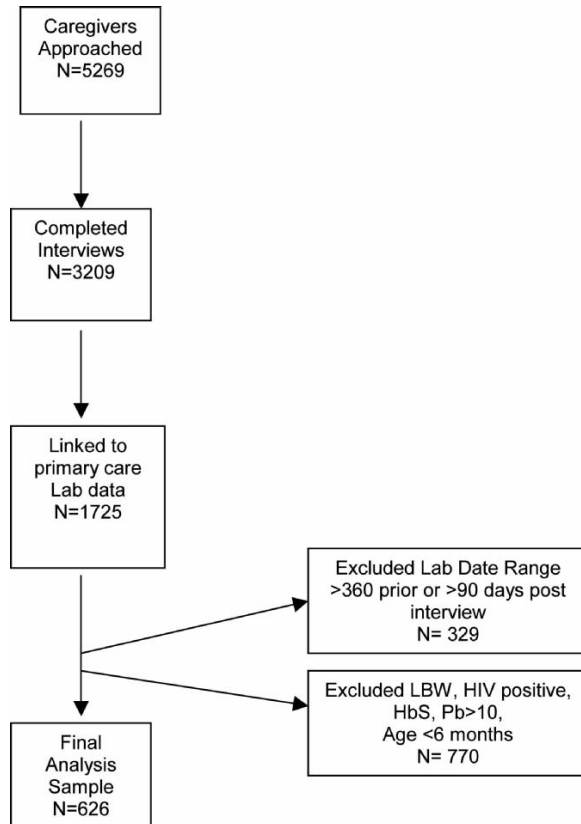 Caregivers
Approached
N=5269
Completed
Interviews
N=3209
Linked to
primary care
Lab data
N=1725
Excluded Lab Date Range
>360 prior or >90 days post
interview
N= 329
Excluded LBW, HIV positive,
HbS, Pb>10,
Age <6 months
N= 770
Final
Analysis
Sample
N=626